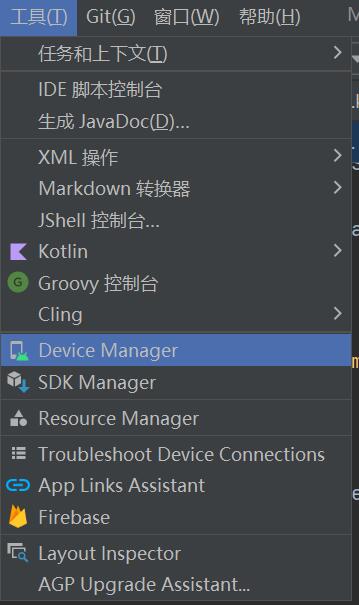 工具(T) Git(G) 窗口(W) 帮助(H)
任务和上下文(T)
IDE 脚本控制台
生成 JavaDoc(D)...
XML 操作
Markdown 转换器
JShell 控制台...
Kotlin
Groovy 控制台
Cling
Device Manager
SDK Manager
Resource Manager
Troubleshoot Device Connections
App Links Assistant
Firebase
Layout Inspector
AGP Upgrade Assistant...